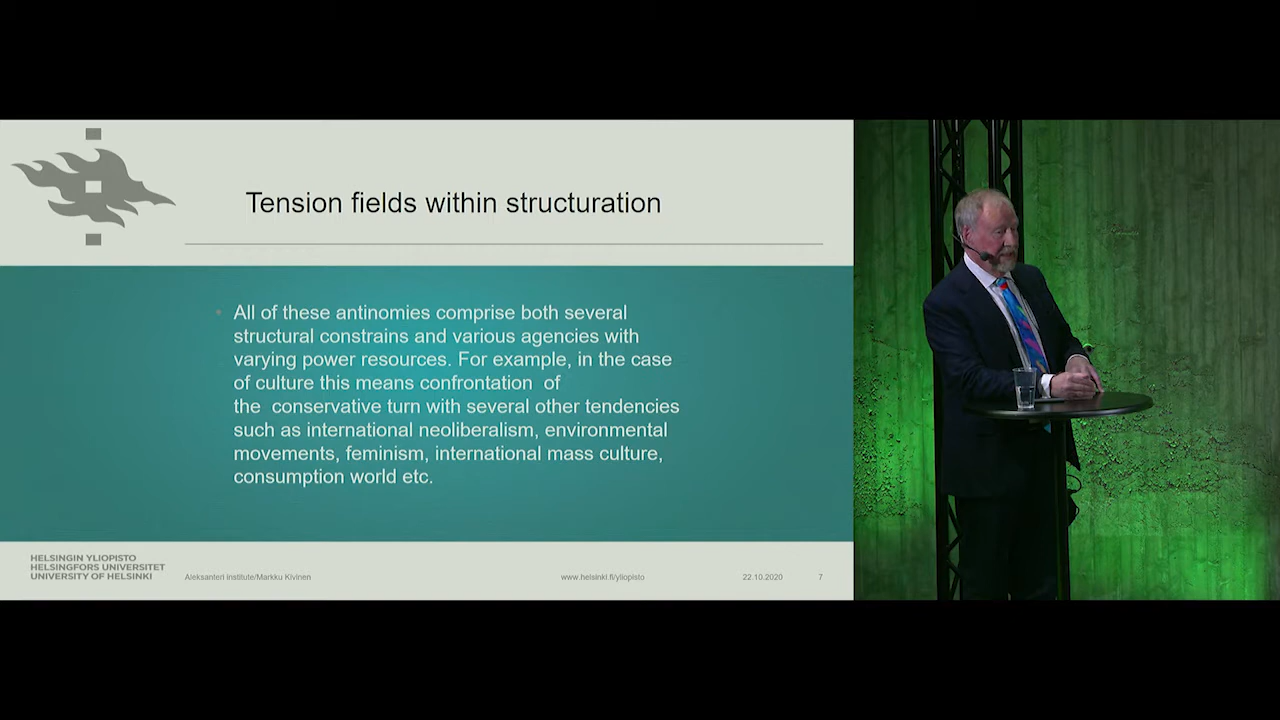 Tension fields within structuration
All of these antinomies comprise both several
structural constrains and various agencies with
varying power resources. For example, in the case
of culture this means confrontation of
the conservative turn with several other tendencies
such as international neoliberalism, environmental
movements, feminism, international mass culture,
consumption world etc.
HELSINGIN YLIOPISTO
HELSINGFORS UNIVERSITET
UNIVERSITY OF HELSINKI
Aleksanteri institute/Markku Kivinen
www.helsinki.fi/yliopisto
22.10.2020
7